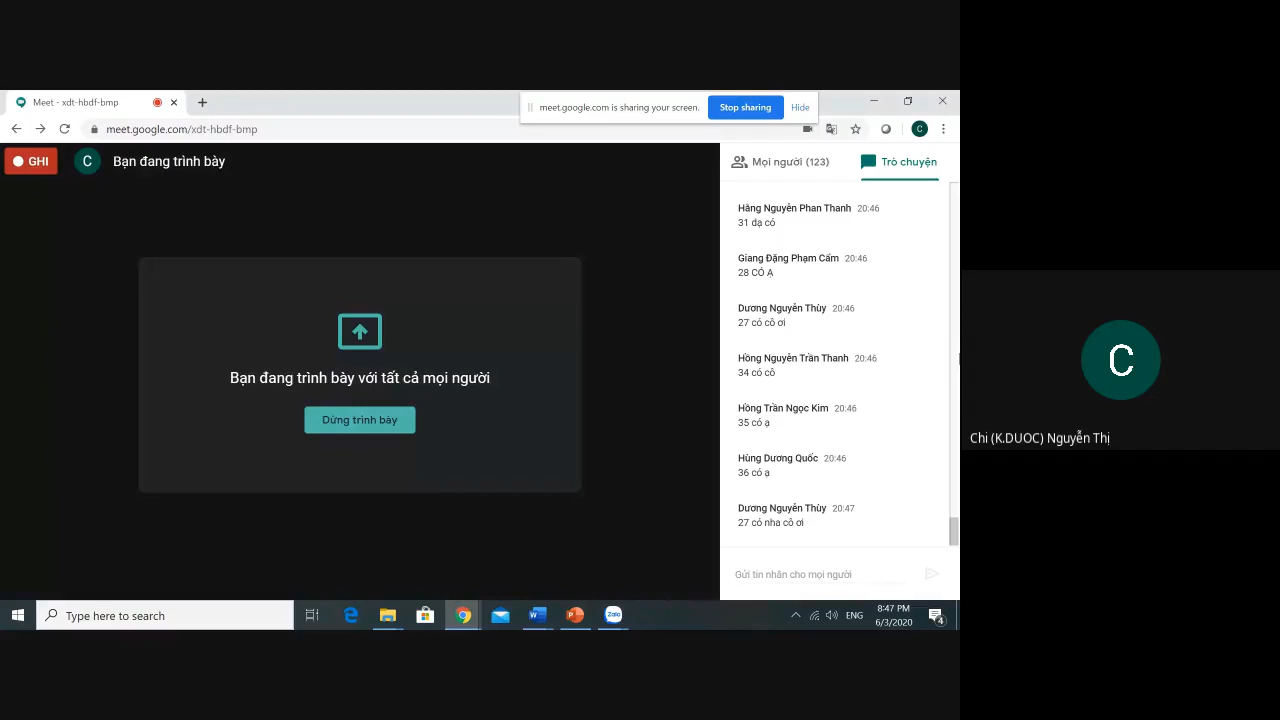 Meet - xdt-hbdf-bmp
meet.google.com is sharing your screen. Stop sharing Hide
meet.google.com/xdt-hbdf-bmp
C
GHI
C
Bạn đang trình bày
Mọi người (123)
Trò chuyện
Bạn đang trình bày với tất cả mọi người
Dừng trình bày
Hằng Nguyễn Phan Thanh 20:46
31 dạ có
Giang Đặng Phạm Cẩm 20:46
28 CÓ Ạ
Dương Nguyễn Thùy 20:46
27 có cô ơi
Hồng Nguyễn Trần Thanh 20:46
34 có cô
Hồng Trần Ngọc Kim 20:46
35 có ạ
Hùng Dương Quốc 20:46
36 có ạ
Dương Nguyễn Thùy 20:47
27 có nha cô ơi
Gửi tin nhắn cho mọi người
C
Chi (K.DUOC) Nguyễn Thị
Type here to search
Zalo
ENG
8:47 PM
6/3/2020
4